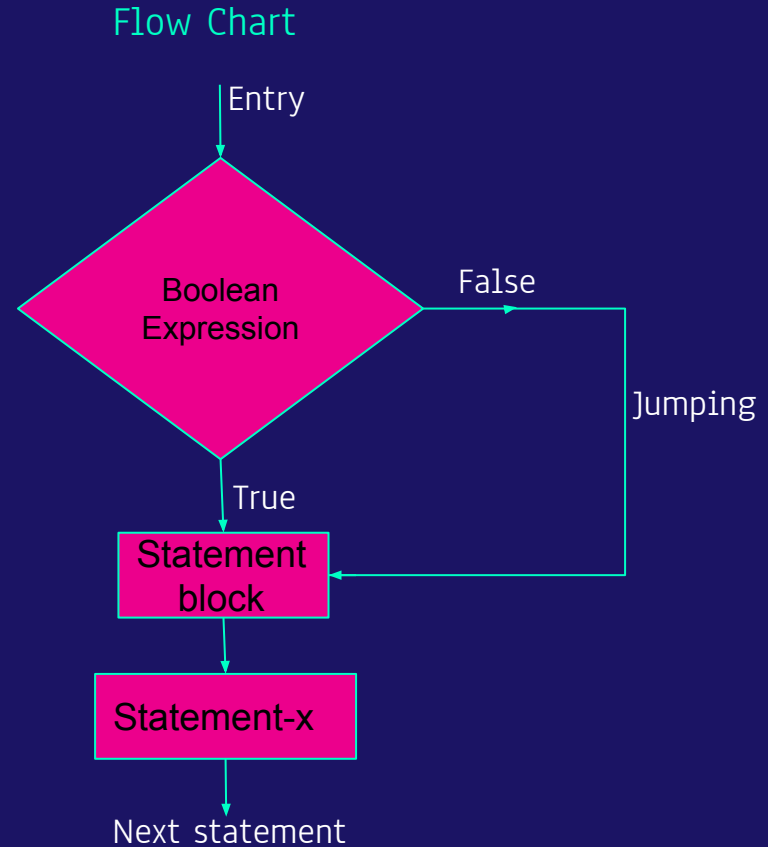 Flow Chart
Entry
Boolean
Expression
False
Jumping
True
Statement
block
Statement-x
Next statement